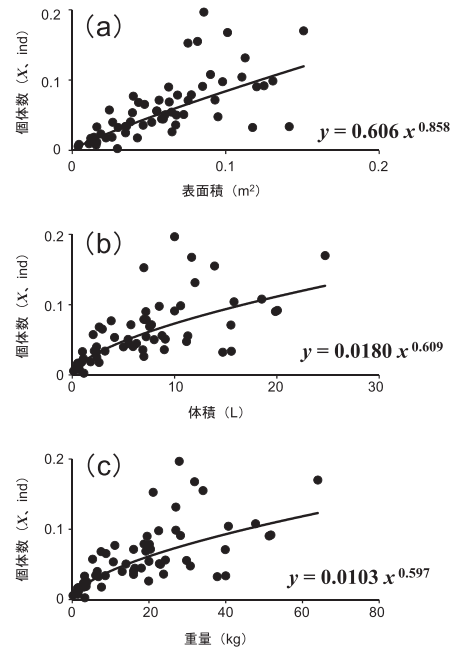 (a)
0.2
0.1
0
個体数（X、ind）
y = 0.606 x^0.858
0 0.1 0.2
表面積（m²）
(b)
0.2
0.1
0
個体数（X、ind）
y = 0.0180 x^0.609
0 10 20 30
体積（L）
(c)
0.2
0.1
0
個体数（X、ind）
y = 0.0103 x^0.597
0 20 40 60 80
重量（kg）